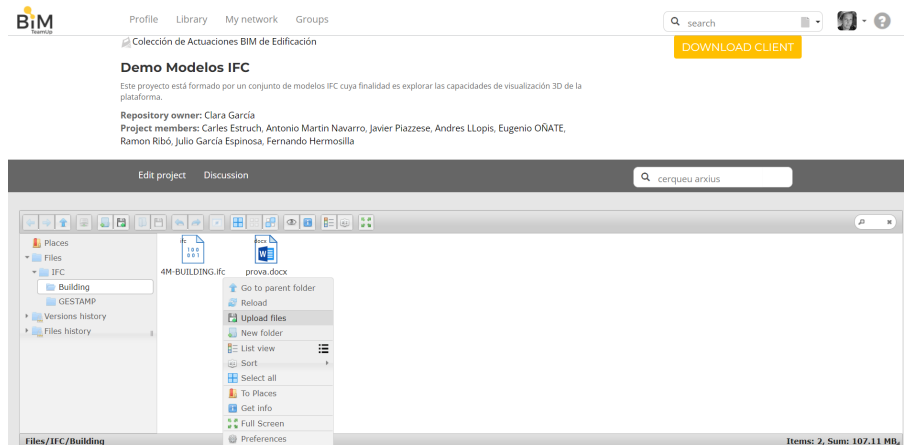 BiM
TeamUp
Profile Library My network Groups
search
Colección de Actuaciones BIM de Edificación
DOWNLOAD CLIENT
Demo Modelos IFC
Este proyecto está formado por un conjunto de modelos IFC cuya finalidad es explorar las capacidades de visualización 3D de la
plataforma.
Repository owner: Clara García
Project members: Carles Estruch, Antonio Martin Navarro, Javier Piazzese, Andres LLopis, Eugenio OÑATE,
Ramon Ribó, Julio García Espinosa, Fernando Hermosilla
Edit project Discussion
cerqueu arxius
Places
Files
IFC
Building
GESTAMP
Versions history
Files history
ifc
100
001
4M-BUILDING.ifc
docx
W
prova.docx
Go to parent folder
Reload
Upload files
New folder
List view
Sort
Select all
To Places
Get info
Full Screen
Preferences
Files/IFC/Building
Items: 2, Sum: 107.11 MB